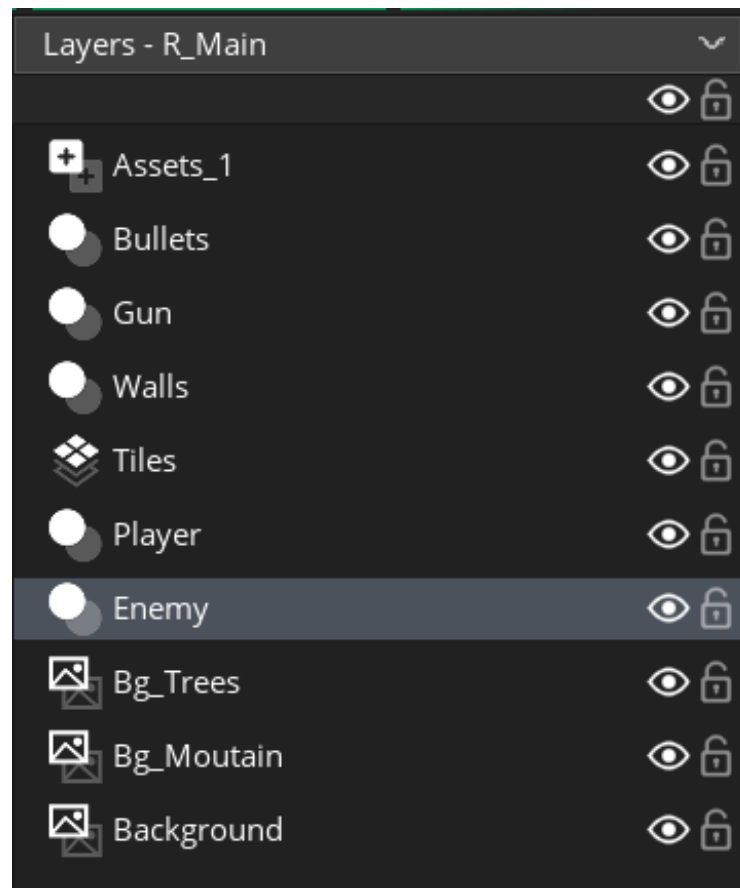 Layers - R_Main
Assets_1
Bullets
Gun
Walls
Tiles
Player
Enemy
Bg_Trees
Bg_Moutain
Background